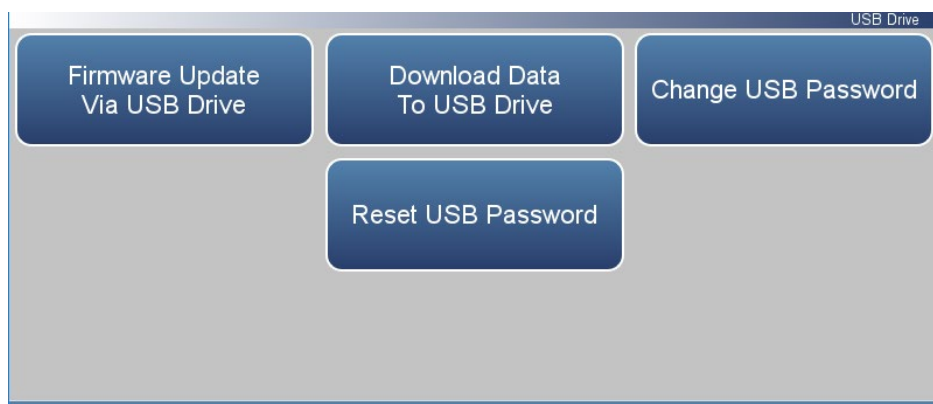 USB Drive
Firmware Update
Via USB Drive
Download Data
To USB Drive
Change USB Password
Reset USB Password